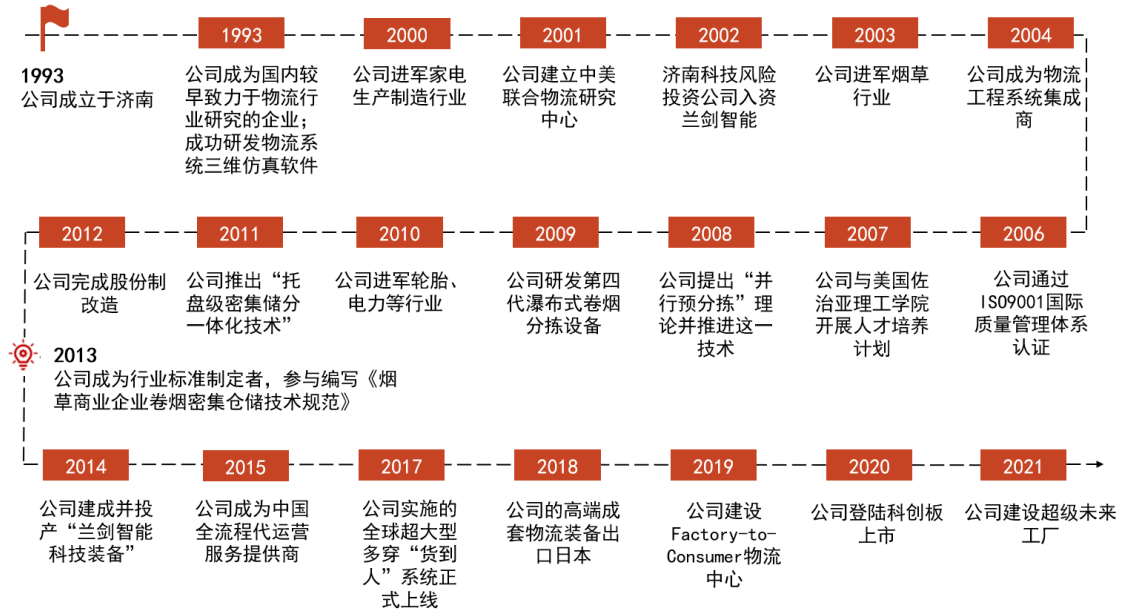 1993
公司成立于济南
1993
公司成为国内较
早致力于物流行
业研究的企业；
成功研发物流系
统三维仿真软件
2000
公司进军家电
生产制造行业
2001
公司建立中美
联合物流研究
中心
2002
济南科技风险
投资公司入资
兰剑智能
2003
公司进军烟草
行业
2004
公司成为物流
工程系统集成
商
2012
公司完成股份制
改造
2011
公司推出“托
盘级密集储分
一体化技术”
2010
公司进军轮胎、
电力等行业
2009
公司研发第四
代瀑布式卷烟
分拣设备
2008
公司提出“并
行预分拣”理
论并推进这一
技术
2007
公司与美国佐
治亚理工学院
开展人才培养
计划
2006
公司通过
ISO9001国际
质量管理体系
认证
2013
公司成为行业标准制定者，参与编写《烟
草商业企业卷烟密集仓储技术规范》
2014
公司建成并投
产“兰剑智能
科技装备”
2015
公司成为中国
全流程代运营
服务提供商
2017
公司实施的
全球超大型
多穿“货到
人”系统正
式上线
2018
公司的高端成
套物流装备出
口日本
2019
公司建设
Factory-to-
Consumer物流
中心
2020
公司登陆科创板
上市
2021
公司建设超级未来
工厂